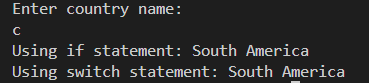 Enter country name:
c
Using if statement: South America
Using switch statement: South America